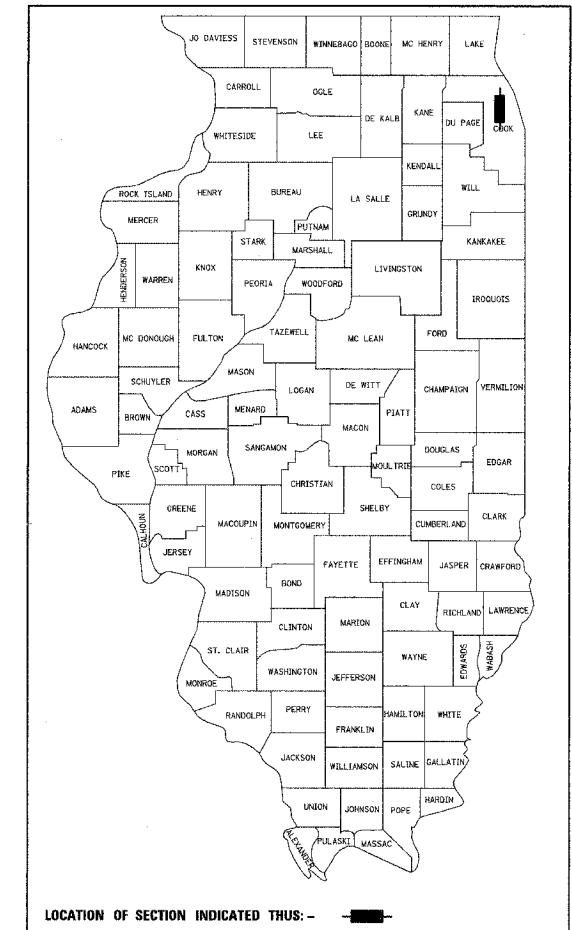 JO DAVIESS STEVENSON WINNEBAGO BOONE MC HENRY LAKE
CARROLL OGLE
DE KALB KANE DU PAGE COOK
WHITESIDE LEE
KENDALL
ROCK ISLAND HENRY BUREAU LA SALLE WILL
MERCER PUTNAM GRUNDY
STARK MARSHALL KANKAKEE
HENDERSON WARREN KNOX PEORIA WOODFORD LIVINGSTON IROQUOIS
HANCOCK MC DONOUGH FULTON TAZEWELL MC LEAN FORD
MASON
SCHUYLER LOGAN DE WITT CHAMPAIGN VERMILION
ADAMS BROWN CASS MENARD PIATT
MACON
MORGAN SANGAMON DOUGLAS
PIKE SCOTT MOULTRIE EDGAR
CHRISTIAN COLES
GREENE SHELBY
CALHOUN MACOUPIN MONTGOMERY CUMBERLAND CLARK
JERSEY
FAYETTE EFFINGHAM JASPER CRAWFORD
MADISON BOND
CLAY RICHLAND LAWRENCE
CLINTON MARION
ST. CLAIR WAYNE EDWARDS WABASH
WASHINGTON JEFFERSON
MONROE
RANDOLPH PERRY HAMILTON WHITE
FRANKLIN
JACKSON WILLIAMSON SALINE GALLATIN
UNION JOHNSON POPE HARDIN
ALEXANDER PULASKI MASSAC
LOCATION OF SECTION INDICATED THUS: -